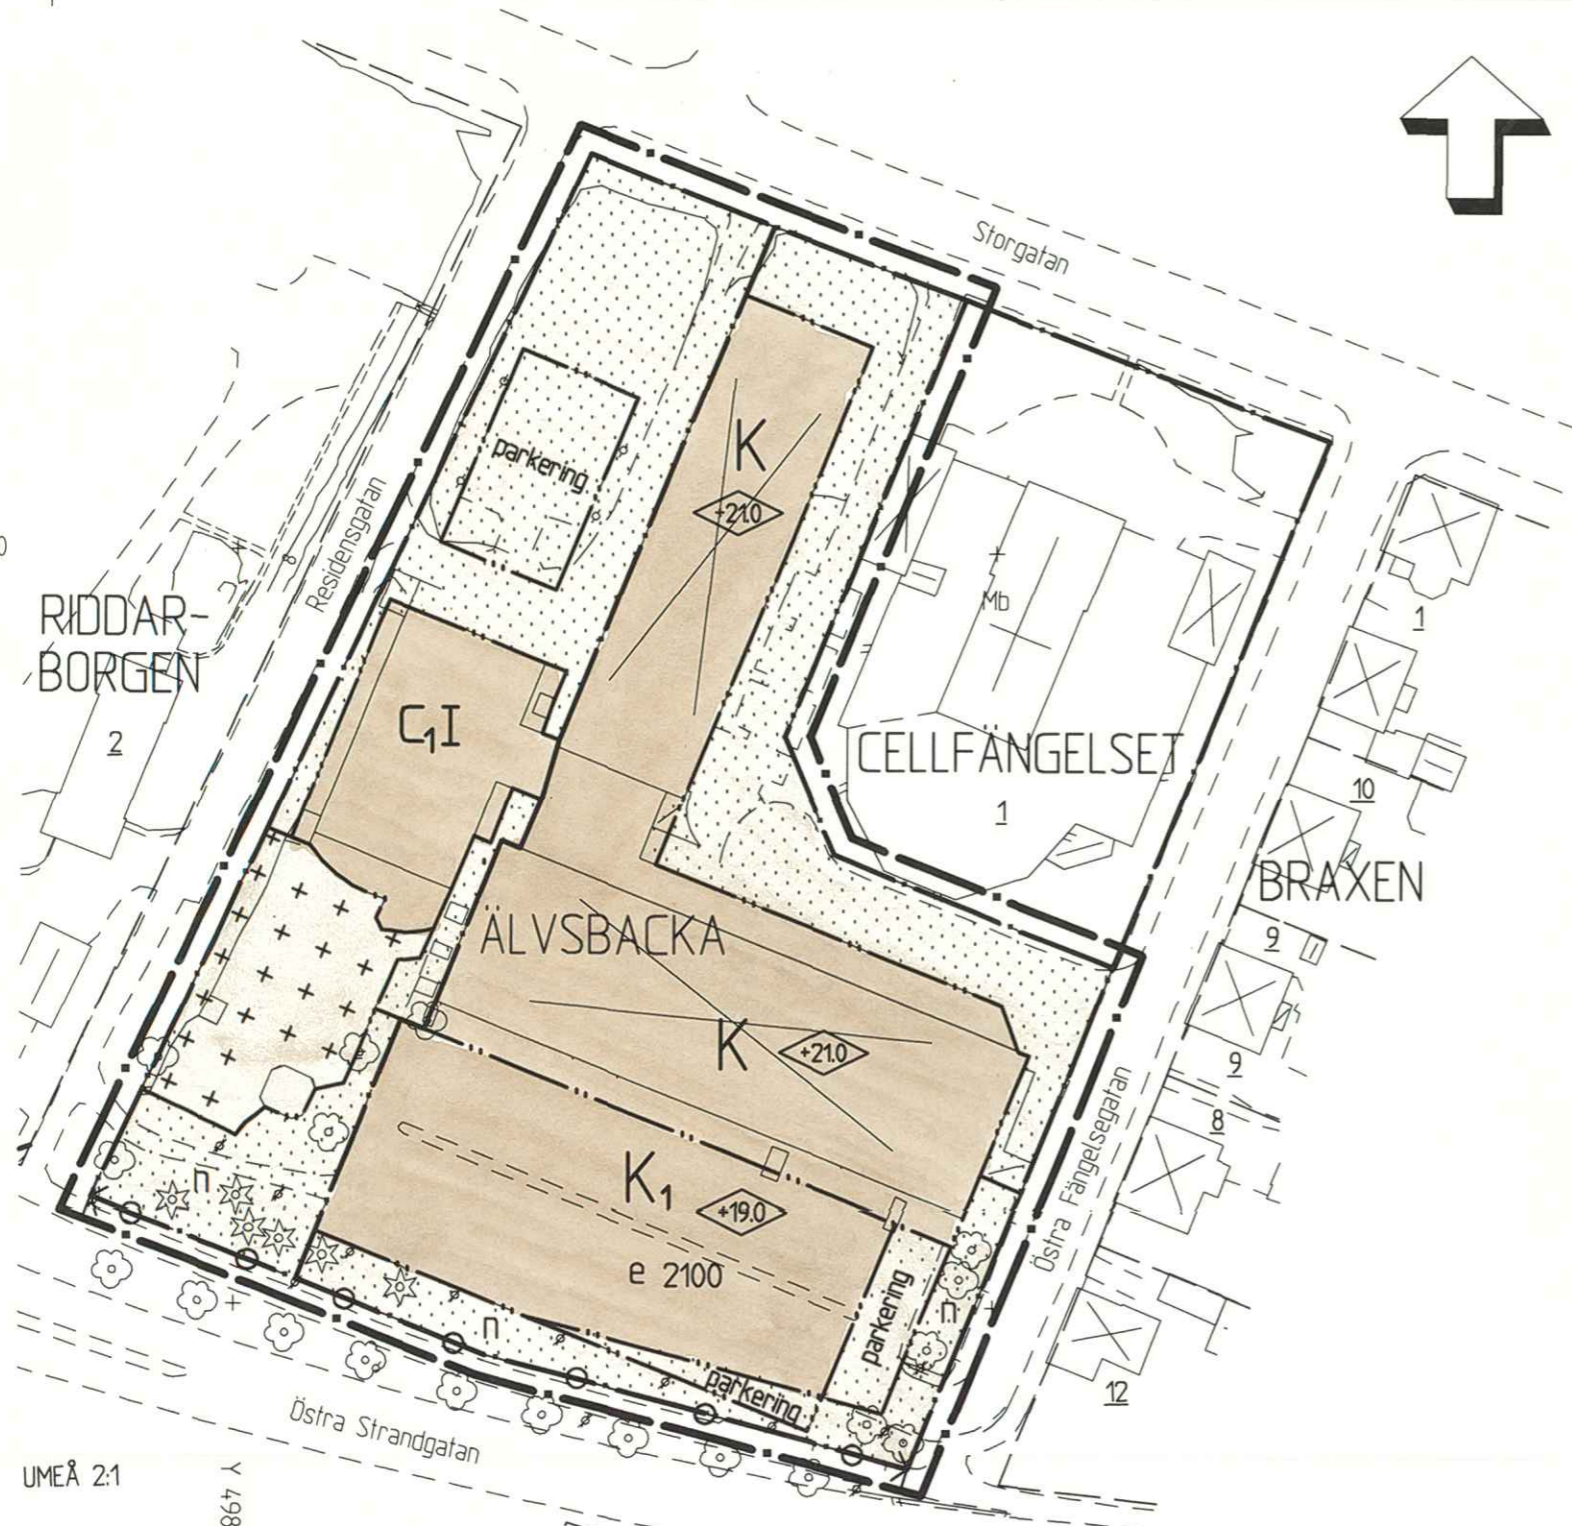 Storgatan
K
parkering
+21.0
Residensgatan
8
Mb
RIDDAR-
BORGEN
2
C₁I
CELLFÄNGELSET
1
1
10
BRAXEN
9
9
8
12
ÄLVSBACKA
K
+21.0
K₁
+19.0
e 2100
n
n
n
parkering
parkering
Östra Fängelsegatan
Östra Strandgatan
UMEÅ 2:1
Y 498